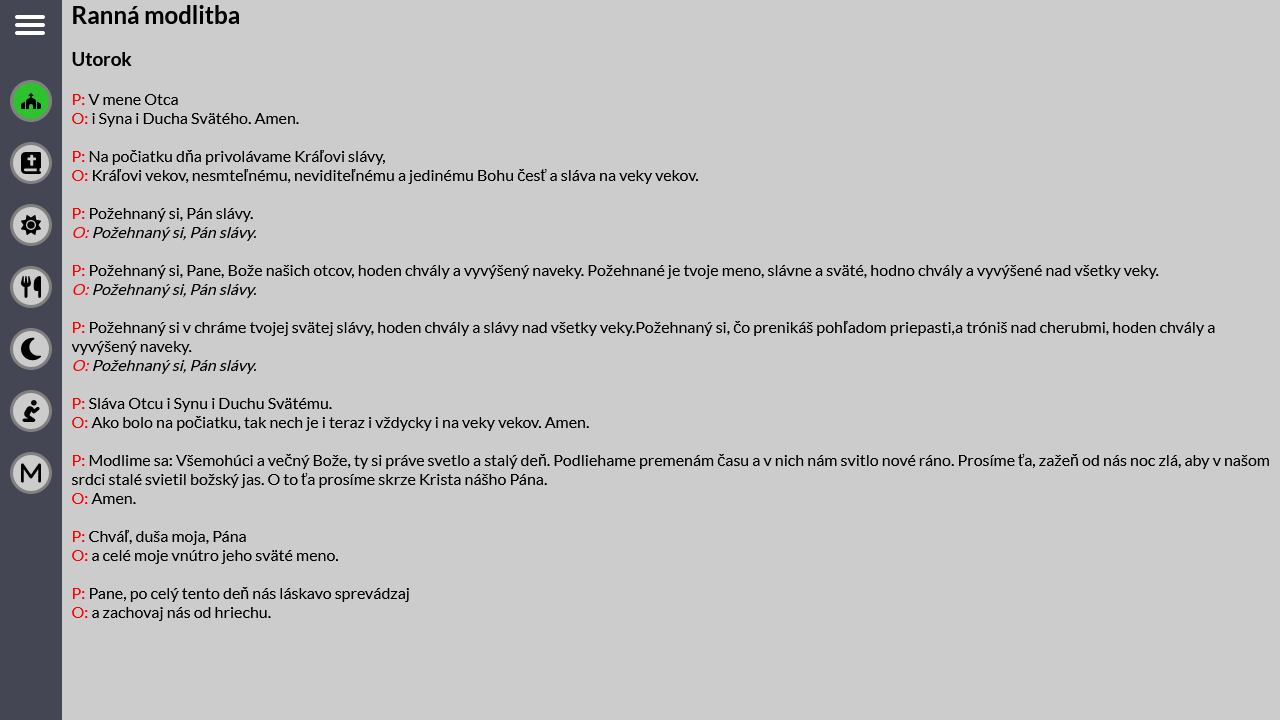 Ranná modlitba
Utorok
P: V mene Otca
O: i Syna i Ducha Svätého. Amen.
P: Na počiatku dňa privolávame Kráľovi slávy,
O: Kráľovi vekov, nesmteľnému, neviditeľnému a jedinému Bohu česť a sláva na veky vekov.
P: Požehnaný si, Pán slávy.
O: Požehnaný si, Pán slávy.
P: Požehnaný si, Pane, Bože našich otcov, hoden chvály a vyvýšený naveky. Požehnané je tvoje meno, slávne a sväté, hodno chvály a vyvýšené nad všetky veky.
O: Požehnaný si, Pán slávy.
P: Požehnaný si v chráme tvojej svätej slávy, hoden chvály a slávy nad všetky veky.Požehnaný si, čo prenikáš pohľadom priepasti,a tróniš nad cherubmi, hoden chvály a
vyvýšený naveky.
O: Požehnaný si, Pán slávy.
P: Sláva Otcu i Synu i Duchu Svätému.
O: Ako bolo na počiatku, tak nech je i teraz i vždycky i na veky vekov. Amen.
P: Modlime sa: Všemohúci a večný Bože, ty si práve svetlo a stalý deň. Podliehame premenám času a v nich nám svitlo nové ráno. Prosíme ťa, zažeň od nás noc zlá, aby v našom
srdci stalé svietil božský jas. O to ťa prosíme skrze Krista nášho Pána.
O: Amen.
P: Chváľ, duša moja, Pána
O: a celé moje vnútro jeho sväté meno.
P: Pane, po celý tento deň nás láskavo sprevádzaj
O: a zachovaj nás od hriechu.
M